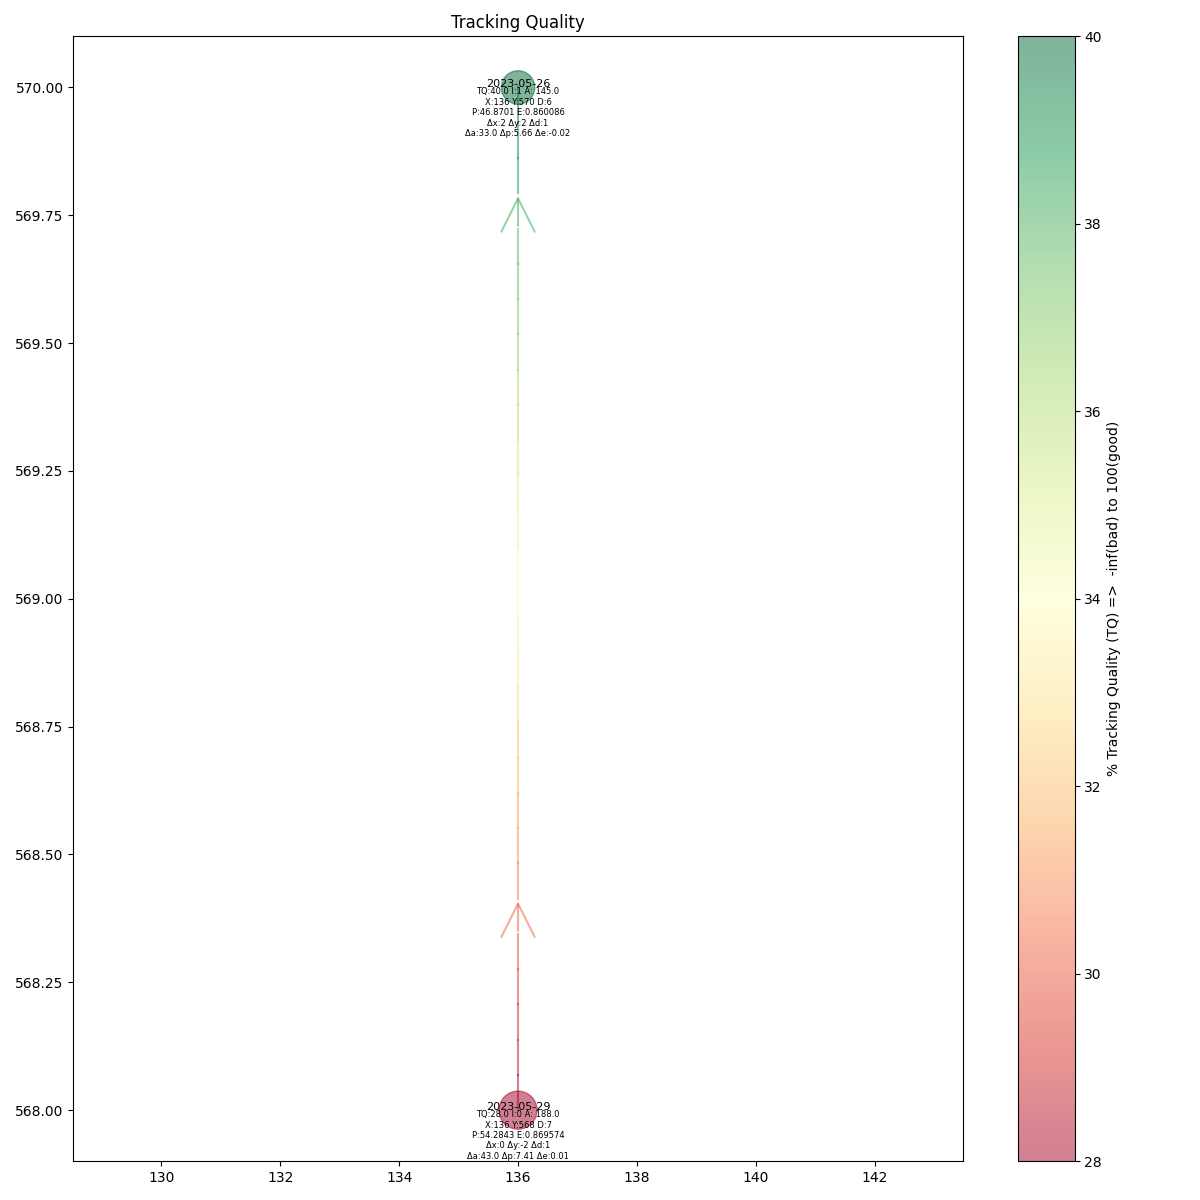 Tracking Quality
570.00
569.75
569.50
569.25
569.00
568.75
568.50
568.25
568.00
130
132
134
136
138
140
142
2023-05-26
TQ:40.0 I:1 A: 145.0
X:136 Y:570 D:6
P:46.8701 E:0.860086
Δx:2 Δy:2 Δd:1
Δa:33.0 Δp:5.66 Δe:-0.02
2023-05-29
TQ:28.0 I:0 A: 188.0
X:136 Y:568 D:7
P:54.2843 E:0.869574
Δx:0 Δy:-2 Δd:1
Δa:43.0 Δp:7.41 Δe:0.01
40
38
36
34
32
30
28
% Tracking Quality (TQ) =>  -inf(bad) to 100(good)